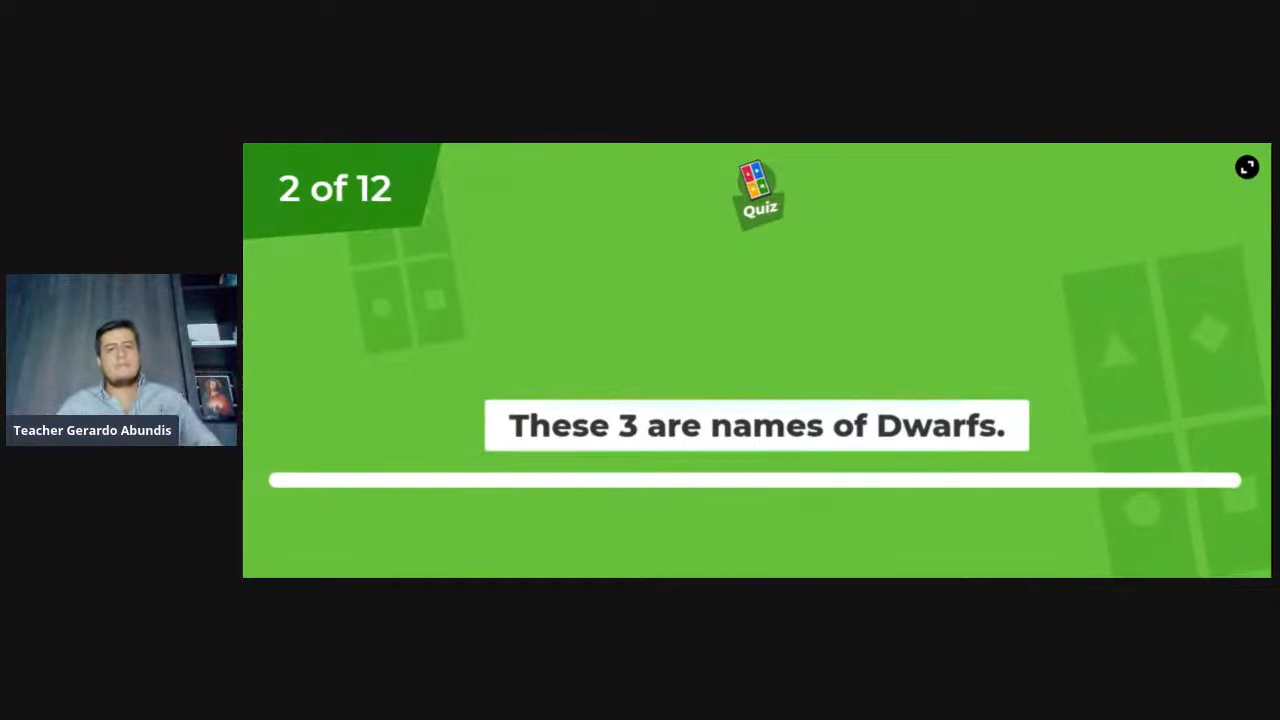 2 of 12
Quiz
These 3 are names of Dwarfs.
Teacher Gerardo Abundis